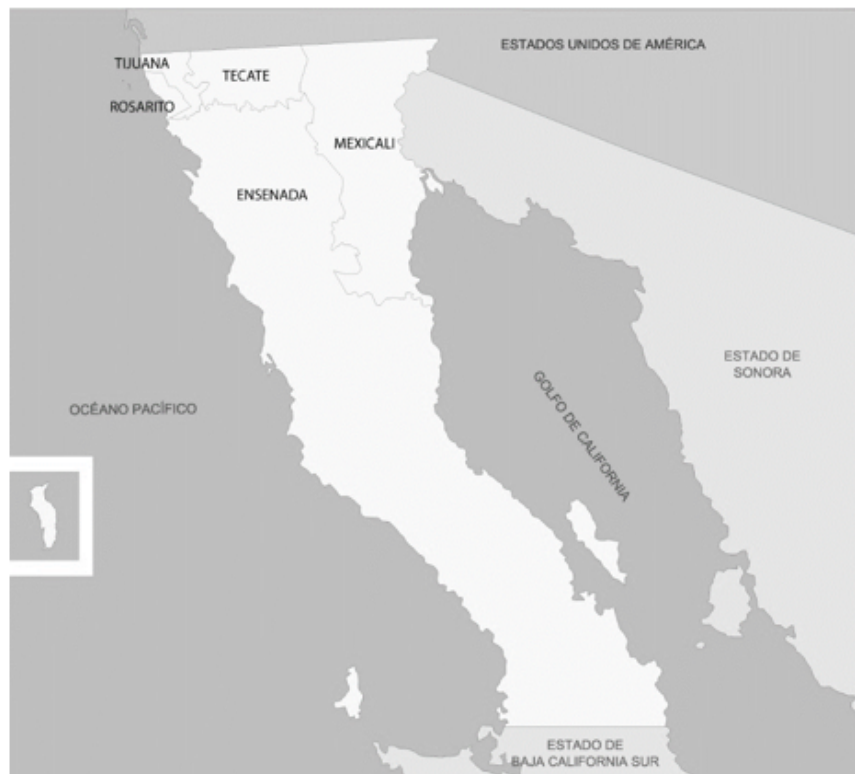 ESTADOS UNIDOS DE AMÉRICA
TIJUANA
TECATE
ROSARITO
MEXICALI
ENSENADA
ESTADO DE
SONORA
OCÉANO PACÍFICO
GOLFO DE CALIFORNIA
ESTADO DE
BAJA CALIFORNIA SUR